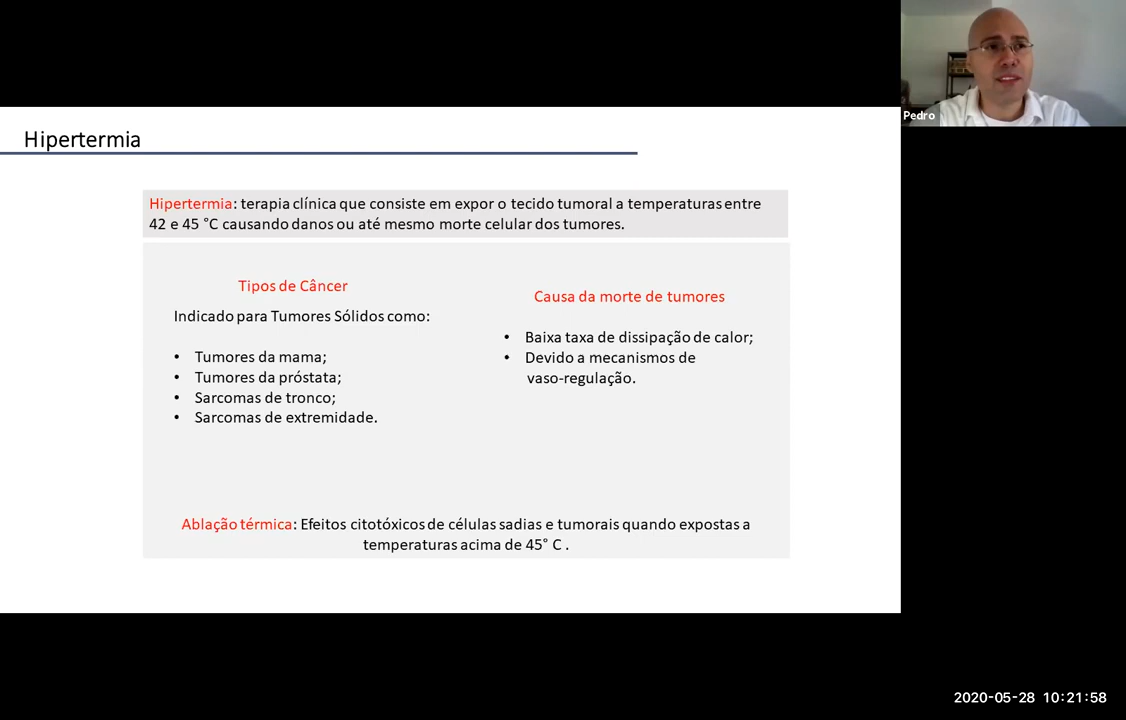 Pedro
Hipertermia
Hipertermia: terapia clínica que consiste em expor o tecido tumoral a temperaturas entre
42 e 45 °C causando danos ou até mesmo morte celular dos tumores.
Tipos de Câncer
Indicado para Tumores Sólidos como:
• Tumores da mama;
• Tumores da próstata;
• Sarcomas de tronco;
• Sarcomas de extremidade.
Causa da morte de tumores
• Baixa taxa de dissipação de calor;
• Devido a mecanismos de
vaso-regulação.
Ablação térmica: Efeitos citotóxicos de células sadias e tumorais quando expostas a
temperaturas acima de 45° C .
2020-05-28 10:21:58